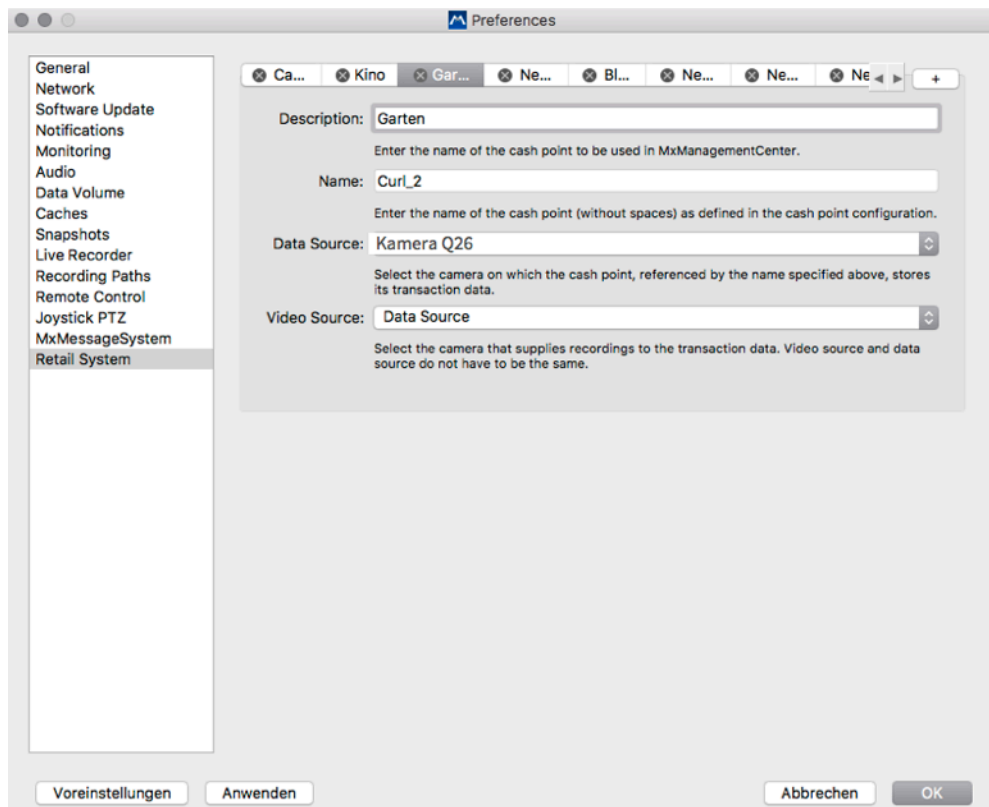 Preferences
General
Network
Software Update
Notifications
Monitoring
Audio
Data Volume
Caches
Snapshots
Live Recorder
Recording Paths
Remote Control
Joystick PTZ
MxMessageSystem
Retail System
Ca... Kino Gar... Ne... Bl... Ne... Ne... Ne +
Description: Garten
Enter the name of the cash point to be used in MxManagementCenter.
Name: Curl_2
Enter the name of the cash point (without spaces) as defined in the cash point configuration.
Data Source: Kamera Q26
Select the camera on which the cash point, referenced by the name specified above, stores
its transaction data.
Video Source: Data Source
Select the camera that supplies recordings to the transaction data. Video source and data
source do not have to be the same.
Voreinstellungen Anwenden Abbrechen OK